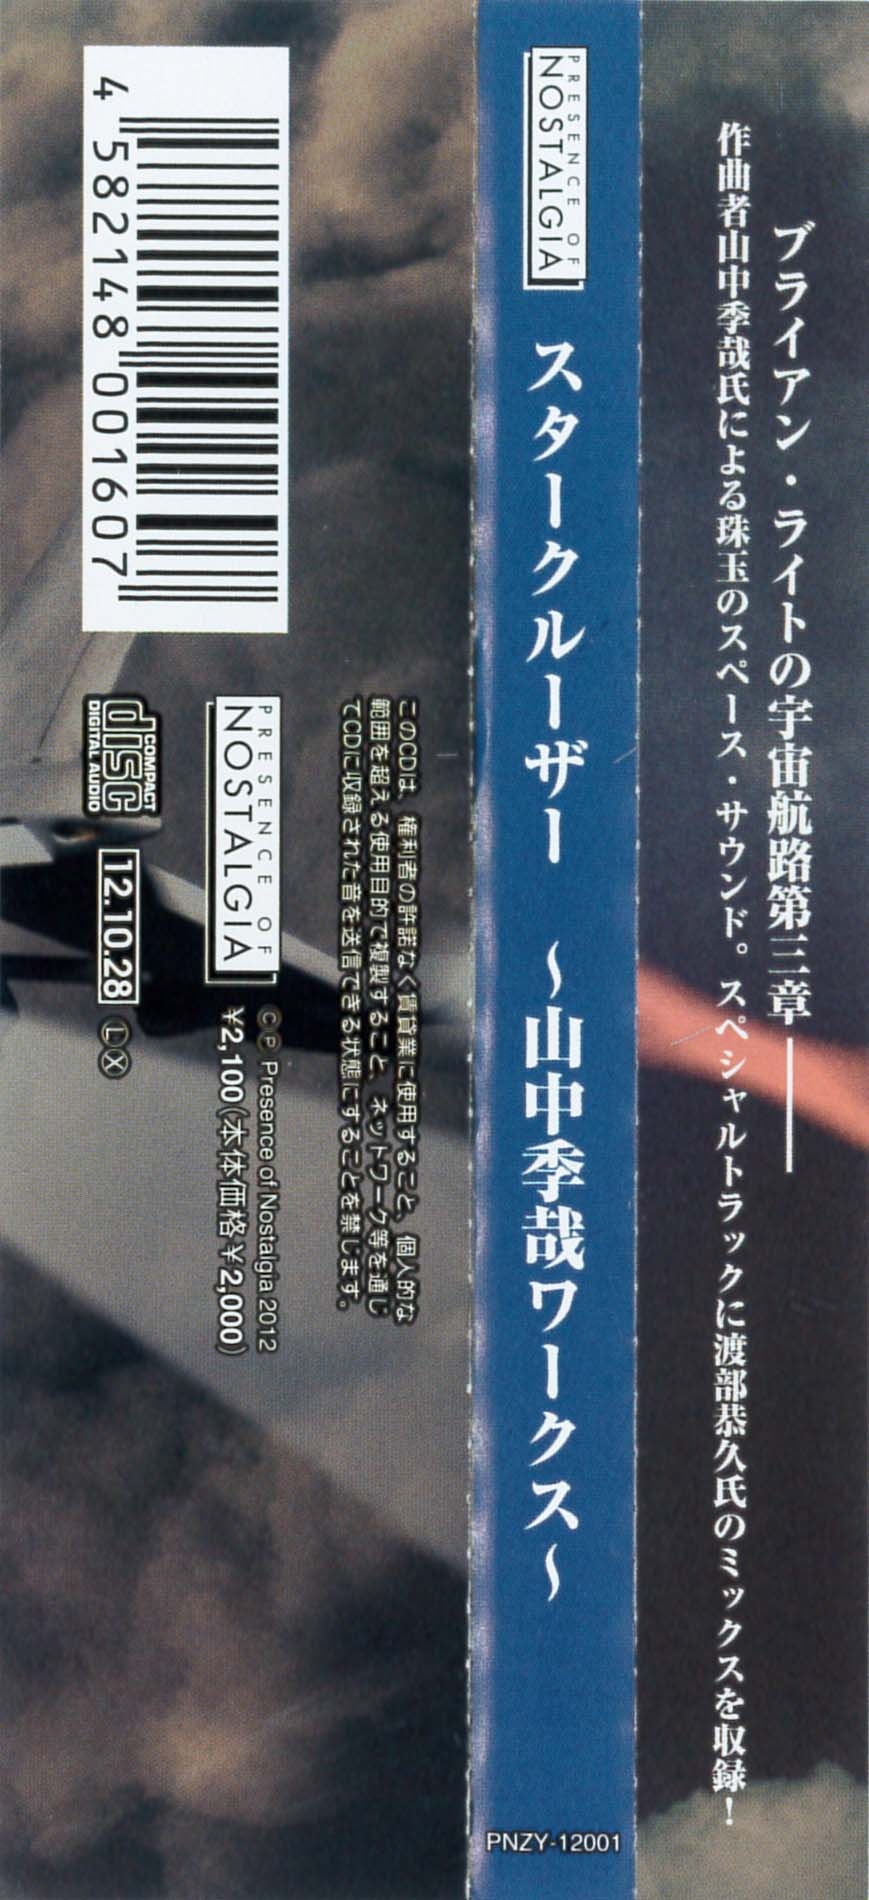 ブライアン・ライトの宇宙航路第三章――
作曲者山中季哉氏による珠玉のスペース・サウンド。スペシャルトラックに渡部恭久氏のミックスを収録！
PRESENCE OF
NOSTALGIA
スタークルーザー　～山中季哉ワークス～
PNZY-12001
このCDは、権利者の許諾なく賃貸業に使用すること、個人的な
範囲を超える使用目的で複製すること、ネットワーク等を通じ
てCDに収録された音を送信できる状態にすることを禁じます。
PRESENCE OF
NOSTALGIA
ⒸⓅ Presence of Nostalgia 2012
¥2,100(本体価格¥2,000)
COMPACT
disc
DIGITAL AUDIO
12.10.28 Ⓛ Ⓧ
4 582148 001607